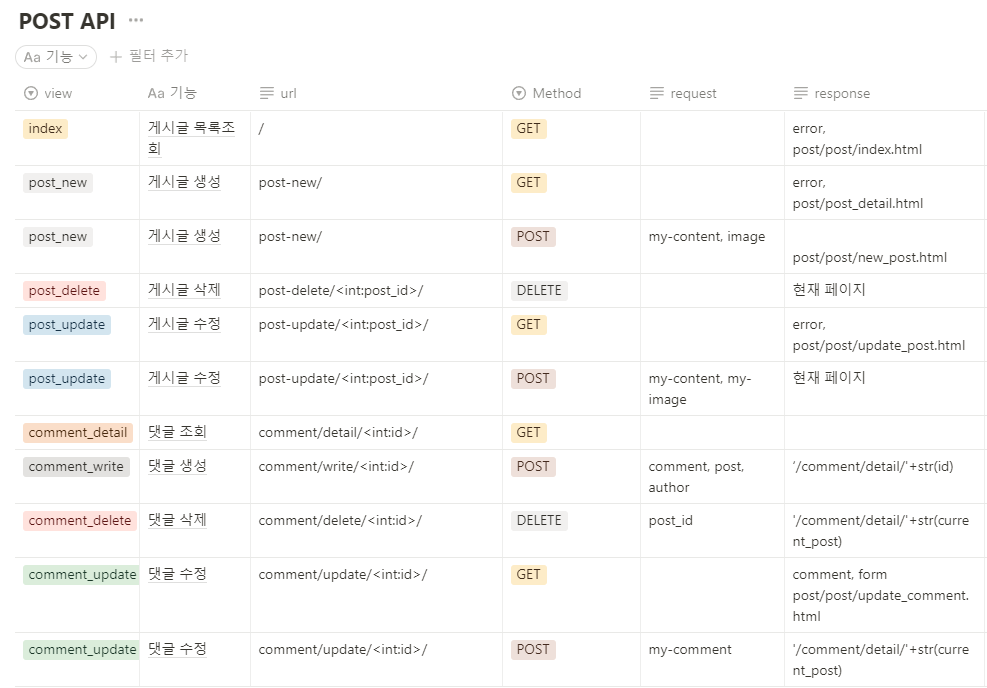 POST API ...
Aa 기능
+ 필터 추가
view Aa 기능 url Method request response
index 게시글 목록조 / GET error,
회 post/post/index.html
post_new 게시글 생성 post-new/ GET error,
post/post_detail.html
post_new 게시글 생성 post-new/ POST my-content, image
post/post/new_post.html
post_delete 게시글 삭제 post-delete/<int:post_id>/ DELETE 현재 페이지
post_update 게시글 수정 post-update/<int:post_id>/ GET error,
post/post/update_post.html
post_update 게시글 수정 post-update/<int:post_id>/ POST my-content, my- 현재 페이지
image
comment_detail 댓글 조회 comment/detail/<int:id>/ GET
comment_write 댓글 생성 comment/write/<int:id>/ POST comment, post, '/comment/detail/'+str(id)
author
comment_delete 댓글 삭제 comment/delete/<int:id>/ DELETE post_id '/comment/detail/'+str(curre
nt_post)
comment_update 댓글 수정 comment/update/<int:id>/ GET comment, form
post/post/update_comment.
html
comment_update 댓글 수정 comment/update/<int:id>/ POST my-comment '/comment/detail/'+str(curre
nt_post)